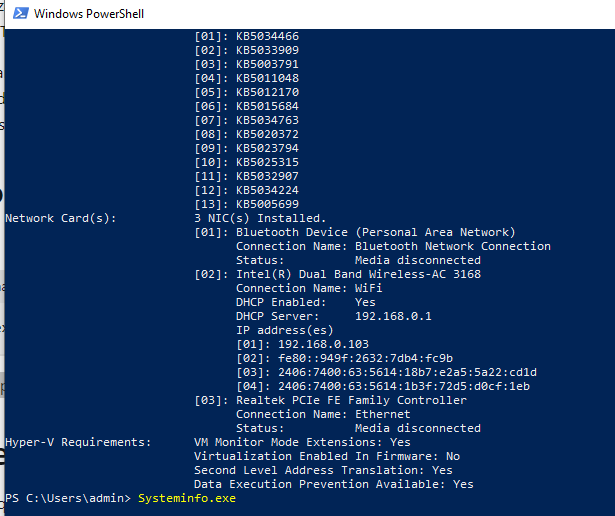 Windows PowerShell
[01]: KB5034466
[02]: KB5033909
[03]: KB5003791
[04]: KB5011048
[05]: KB5012170
[06]: KB5015684
[07]: KB5034763
[08]: KB5020372
[09]: KB5023794
[10]: KB5025315
[11]: KB5032907
[12]: KB5034224
[13]: KB5005699
Network Card(s): 3 NIC(s) Installed.
[01]: Bluetooth Device (Personal Area Network)
Connection Name: Bluetooth Network Connection
Status: Media disconnected
[02]: Intel(R) Dual Band Wireless-AC 3168
Connection Name: WiFi
DHCP Enabled: Yes
DHCP Server: 192.168.0.1
IP address(es)
[01]: 192.168.0.103
[02]: fe80::949f:2632:7db4:fc9b
[03]: 2406:7400:63:5614:18b7:e2a5:5a22:cd1d
[04]: 2406:7400:63:5614:1b3f:72d5:d0cf:1eb
[03]: Realtek PCIe FE Family Controller
Connection Name: Ethernet
Status: Media disconnected
Hyper-V Requirements: VM Monitor Mode Extensions: Yes
Virtualization Enabled In Firmware: No
Second Level Address Translation: Yes
Data Execution Prevention Available: Yes
PS C:\Users\admin> Systeminfo.exe